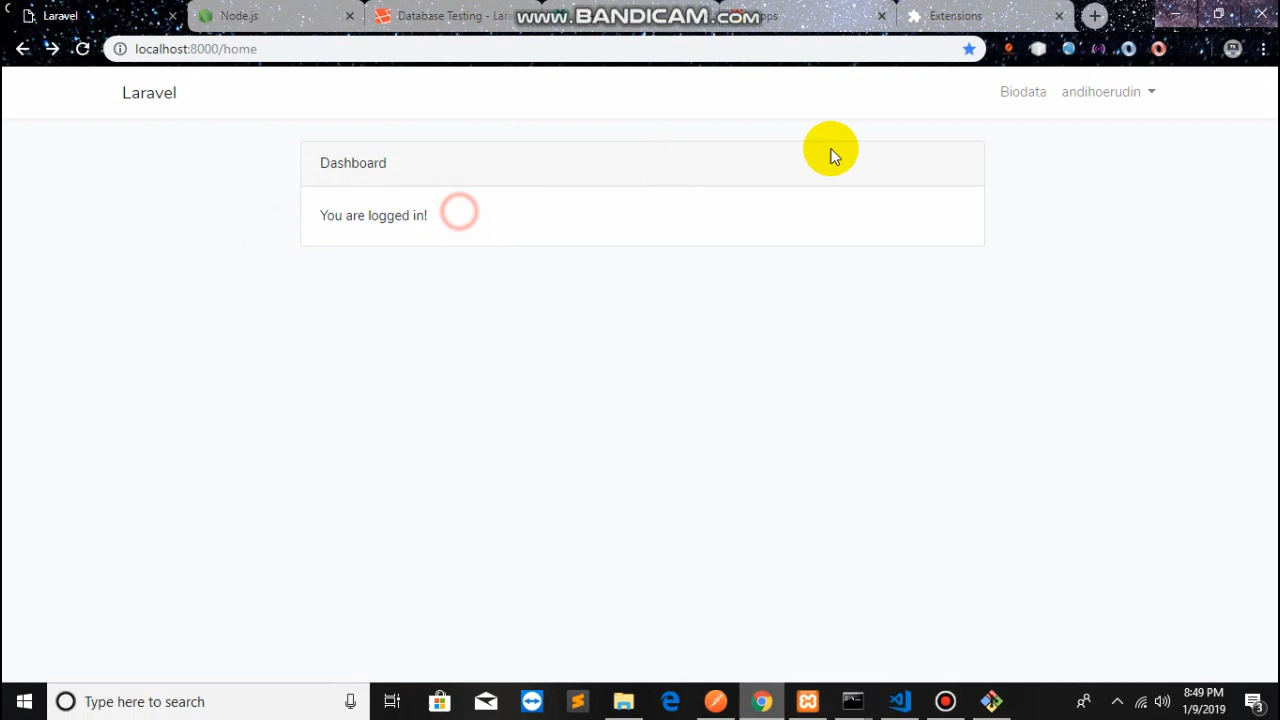 Laravel
Node.js
Database Testing - Lara
www.BANDICAM.com
Extensions
localhost:8000/home
Laravel
Biodata
andihoerudin
Dashboard
You are logged in!
Type here to search
8:49 PM
1/9/2019
3